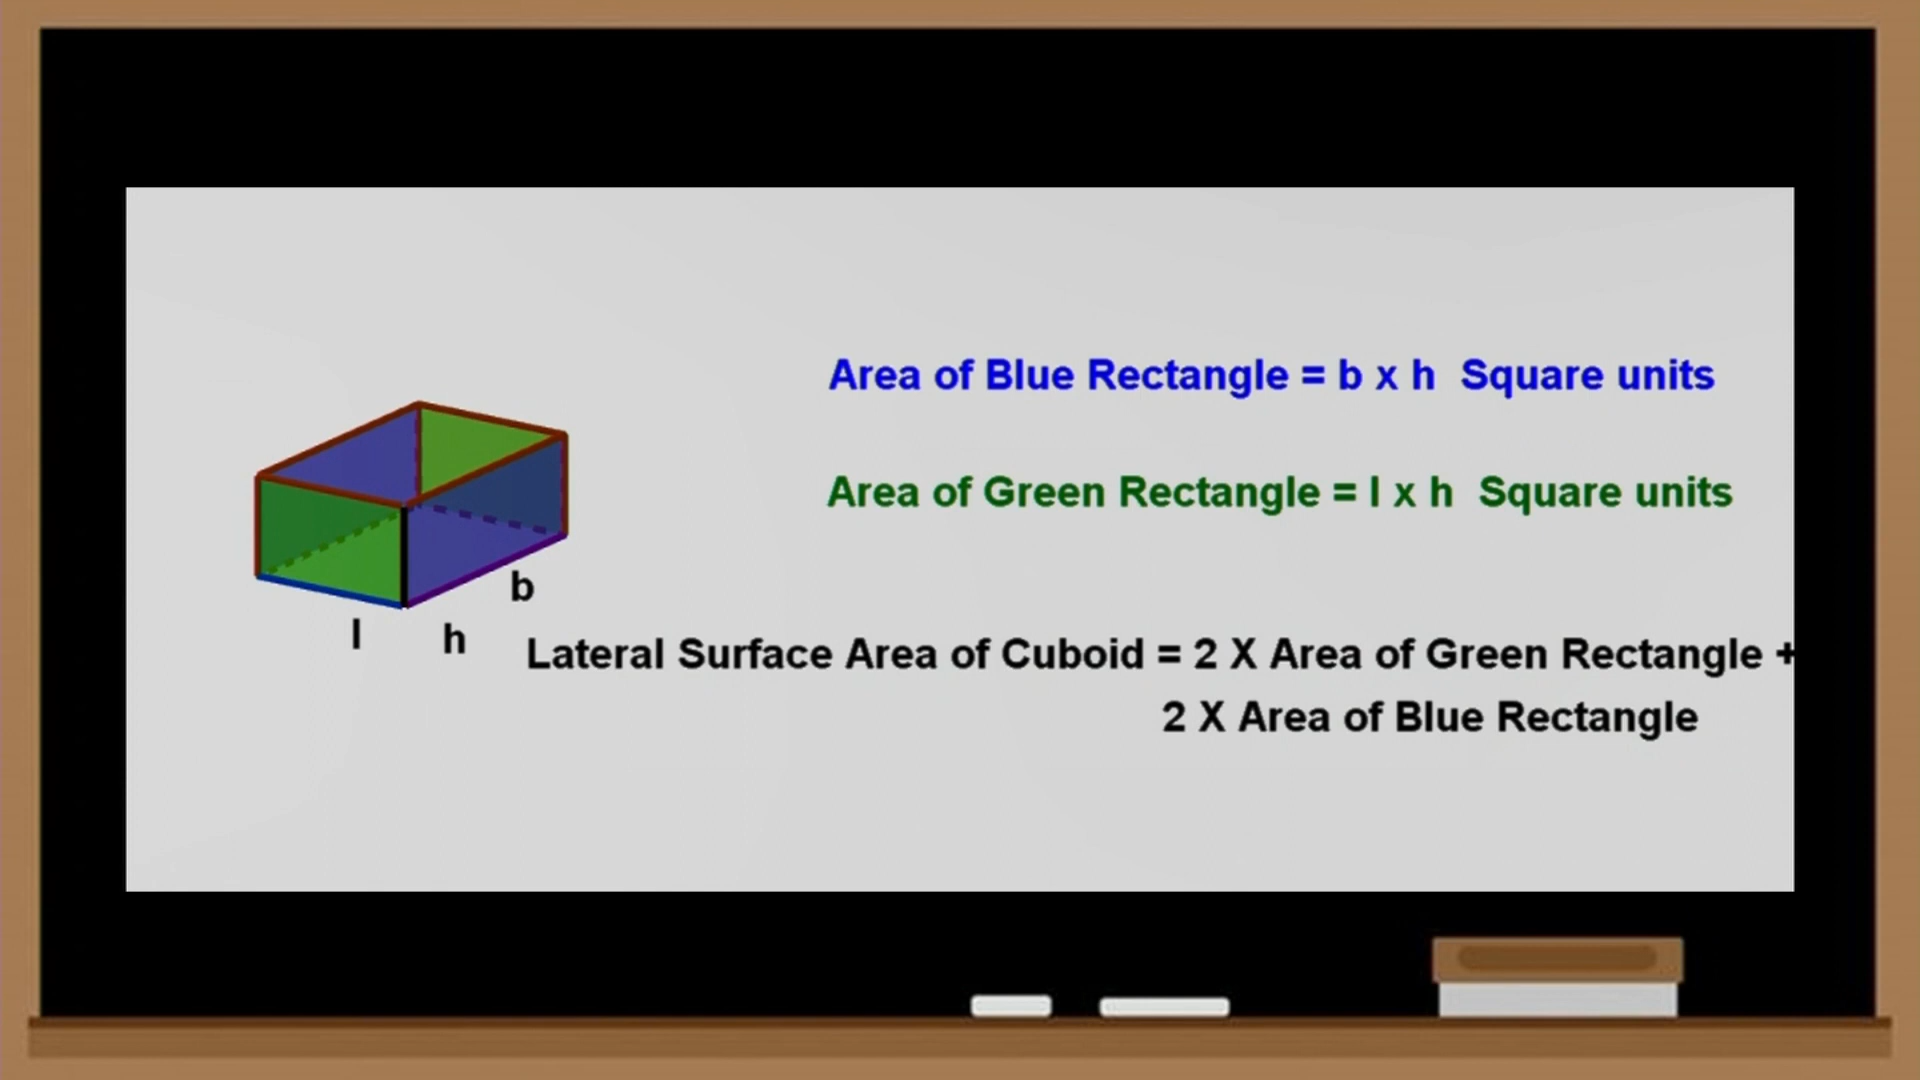 Area of Blue Rectangle = b x h  Square units
Area of Green Rectangle = l x h  Square units
b
l
h
Lateral Surface Area of Cuboid = 2 X Area of Green Rectangle +
2 X Area of Blue Rectangle